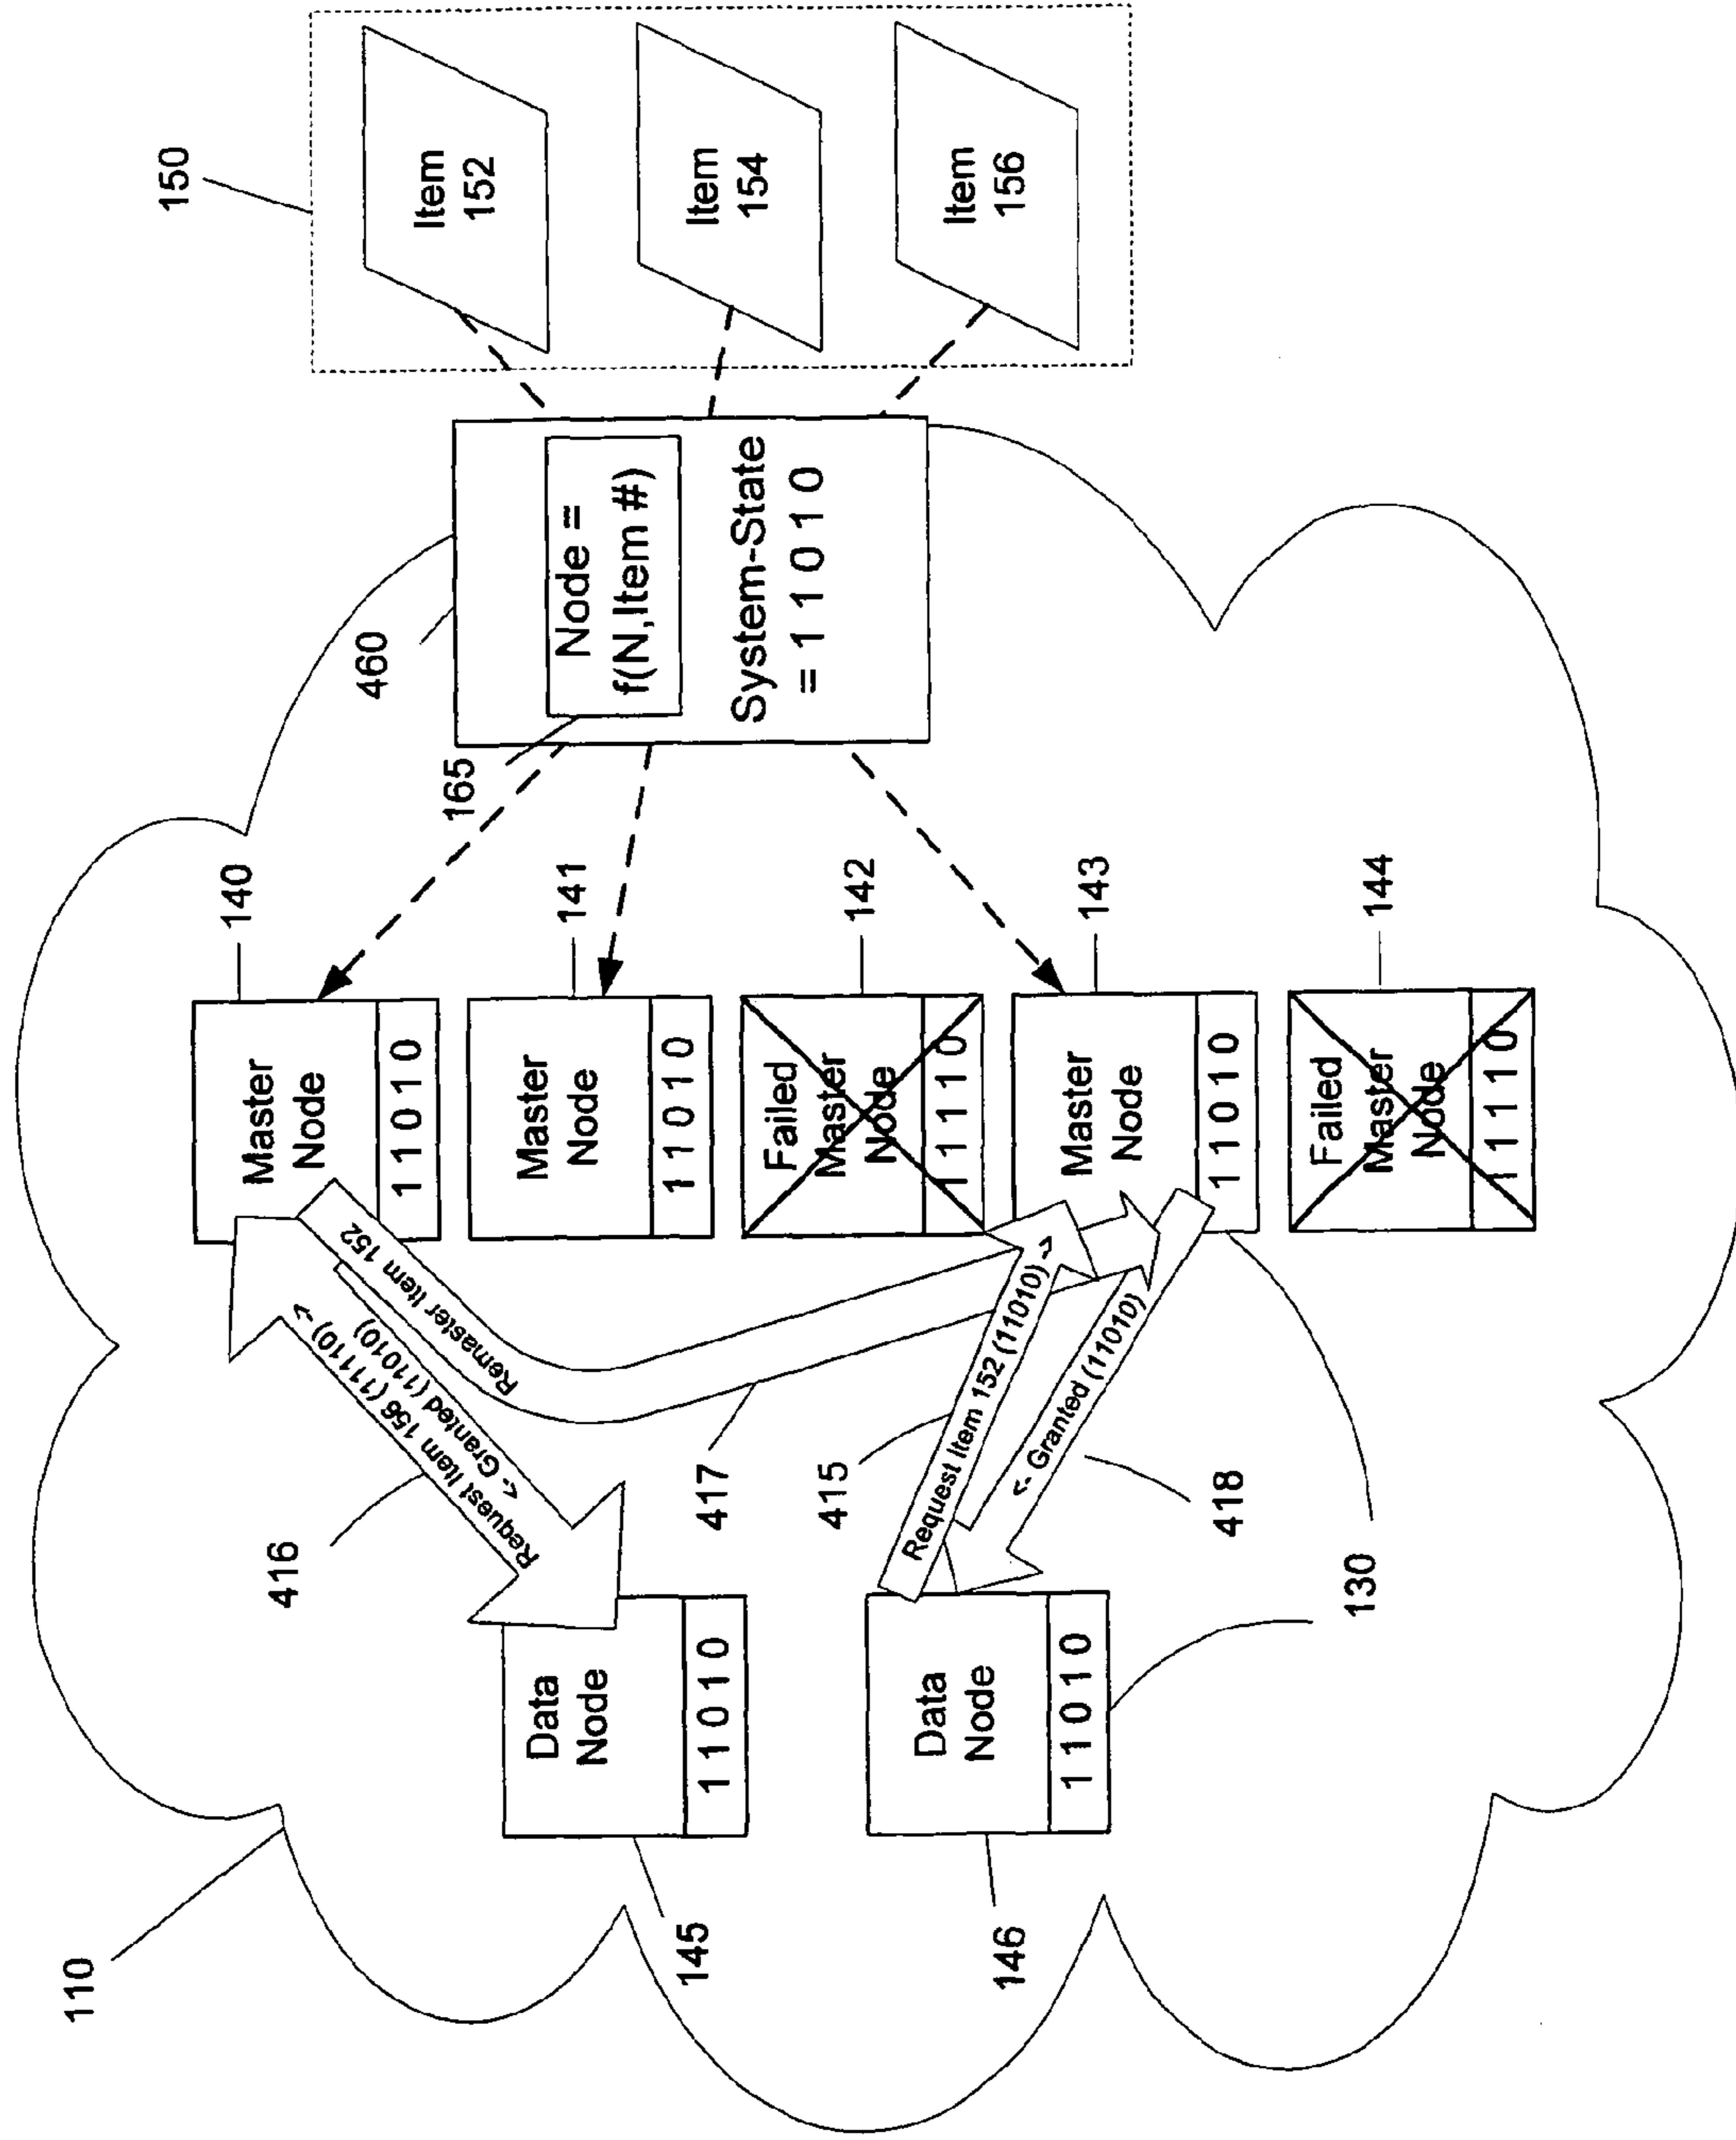 110
150
Item
152
Item
154
Item
156
460
Node =
f(N,Item #)
165
System-State
= 1 1 0 1 0
140
Master
Node
1 1 0 1 0
141
Master
Node
1 1 0 1 0
142
Failed
Master
Node
1 1 1 1 0
143
Master
Node
1 1 0 1 0
144
Failed
Master
Node
1 1 1 1 0
416
Request Item 156 (11110) ->
<- Granted (11010)
Remaster Item 152
417
415
Request Item 152 (11010) ->
<- Granted (11010)
418
145
Data
Node
1 1 0 1 0
146
Data
Node
1 1 0 1 0
130